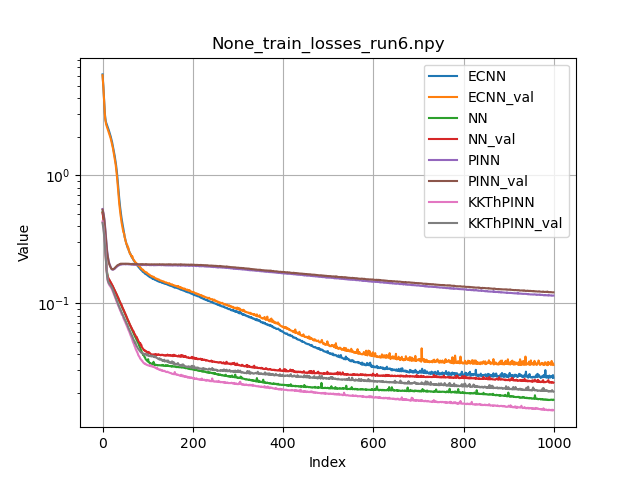 None_train_losses_run6.npy
Value
10⁰
10⁻¹
ECNN
ECNN_val
NN
NN_val
PINN
PINN_val
KKThPINN
KKThPINN_val
0 200 400 600 800 1000
Index